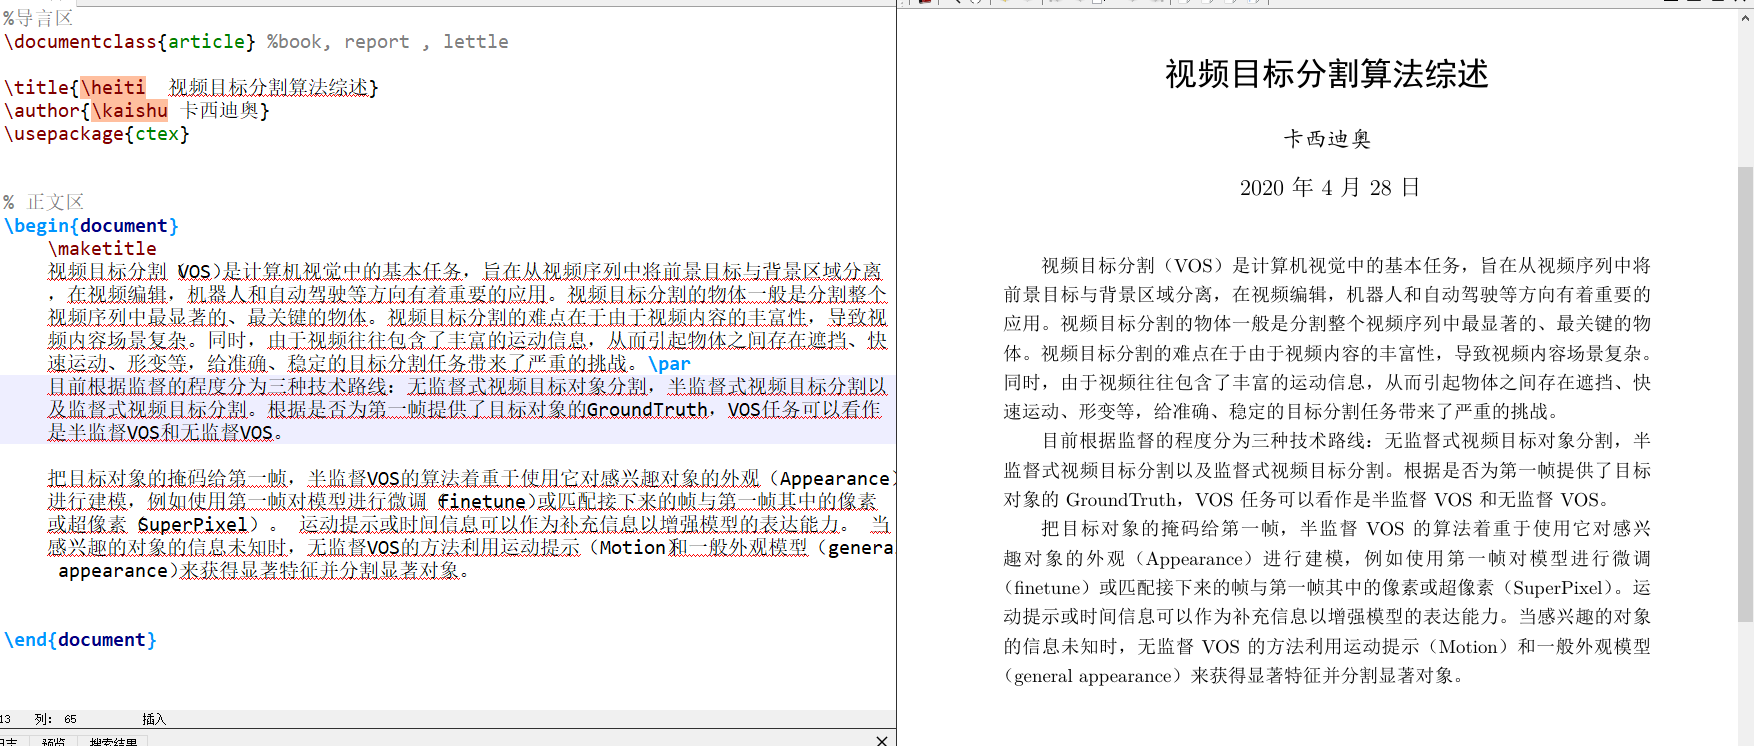 %导言区
\documentclass{article} %book, report , lettle
\title{\heiti  视频目标分割算法综述}
\author{\kaishu 卡西迪奥}
\usepackage{ctex}
% 正文区
\begin{document}
\maketitle
视频目标分割（VOS)是计算机视觉中的基本任务，旨在从视频序列中将前景目标与背景区域分离
，在视频编辑，机器人和自动驾驶等方向有着重要的应用。视频目标分割的物体一般是分割整个
视频序列中最显著的、最关键的物体。视频目标分割的难点在于由于视频内容的丰富性，导致视
频内容场景复杂。同时，由于视频往往包含了丰富的运动信息，从而引起物体之间存在遮挡、快
速运动、形变等，给准确、稳定的目标分割任务带来了严重的挑战。\par
目前根据监督的程度分为三种技术路线：无监督式视频目标对象分割，半监督式视频目标分割以
及监督式视频目标分割。根据是否为第一帧提供了目标对象的GroundTruth，VOS任务可以看作
是半监督VOS和无监督VOS。
把目标对象的掩码给第一帧，半监督VOS的算法着重于使用它对感兴趣对象的外观（Appearance）
进行建模，例如使用第一帧对模型进行微调（finetune)或匹配接下来的帧与第一帧其中的像素
或超像素（SuperPixel）。 运动提示或时间信息可以作为补充信息以增强模型的表达能力。 当
感兴趣的对象的信息未知时，无监督VOS的方法利用运动提示（Motion)和一般外观模型（genera
appearance)来获得显著特征并分割显著对象。
\end{document}
13 列： 65 插入
日志 预览 搜索结果
视频目标分割算法综述
卡西迪奥
2020 年 4 月 28 日
视频目标分割（VOS）是计算机视觉中的基本任务，旨在从视频序列中将
前景目标与背景区域分离，在视频编辑，机器人和自动驾驶等方向有着重要的
应用。视频目标分割的物体一般是分割整个视频序列中最显著的、最关键的物
体。视频目标分割的难点在于由于视频内容的丰富性，导致视频内容场景复杂。
同时，由于视频往往包含了丰富的运动信息，从而引起物体之间存在遮挡、快
速运动、形变等，给准确、稳定的目标分割任务带来了严重的挑战。
目前根据监督的程度分为三种技术路线：无监督式视频目标对象分割，半
监督式视频目标分割以及监督式视频目标分割。根据是否为第一帧提供了目标
对象的 GroundTruth，VOS 任务可以看作是半监督 VOS 和无监督 VOS。
把目标对象的掩码给第一帧，半监督 VOS 的算法着重于使用它对感兴
趣对象的外观（Appearance）进行建模，例如使用第一帧对模型进行微调
（finetune）或匹配接下来的帧与第一帧其中的像素或超像素（SuperPixel）。运
动提示或时间信息可以作为补充信息以增强模型的表达能力。当感兴趣的对象
的信息未知时，无监督 VOS 的方法利用运动提示（Motion）和一般外观模型
（general appearance）来获得显著特征并分割显著对象。